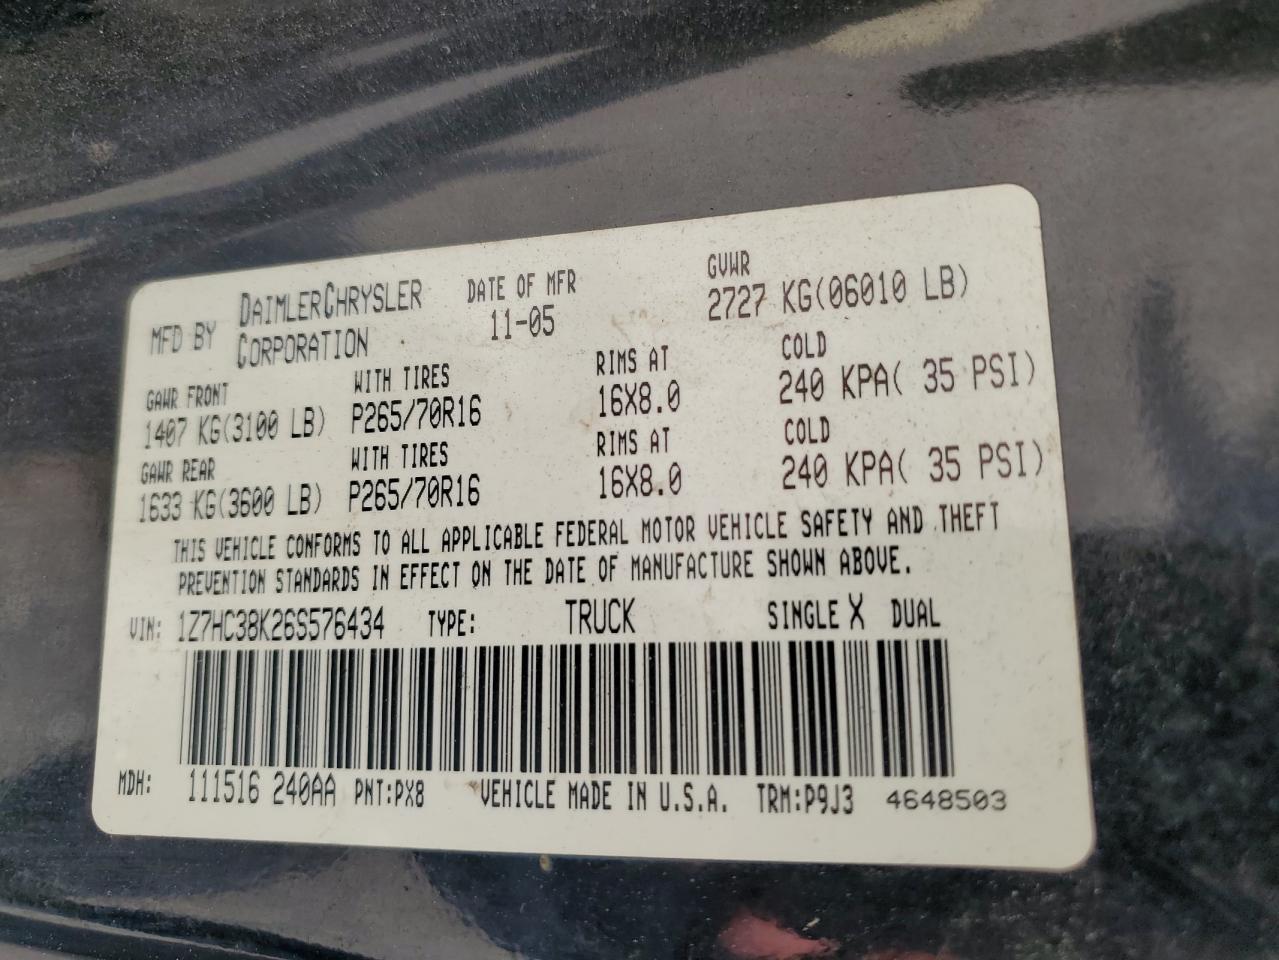 MFD BY DAIMLERCHRYSLER CORPORATION DATE OF MFR 11-05 GVWR 2727 KG(06010 LB)
GAWR FRONT WITH TIRES RIMS AT COLD
1407 KG(3100 LB) P265/70R16 16X8.0 240 KPA( 35 PSI)
GAWR REAR WITH TIRES RIMS AT COLD
1633 KG(3600 LB) P265/70R16 16X8.0 240 KPA( 35 PSI)
THIS VEHICLE CONFORMS TO ALL APPLICABLE FEDERAL MOTOR VEHICLE SAFETY AND THEFT
PREVENTION STANDARDS IN EFFECT ON THE DATE OF MANUFACTURE SHOWN ABOVE.
VIN: 1Z7HC38K26S576434 TYPE: TRUCK SINGLE X DUAL
MDH: 111516 240AA PNT:PX8 VEHICLE MADE IN U.S.A. TRM:P9J3 4648503